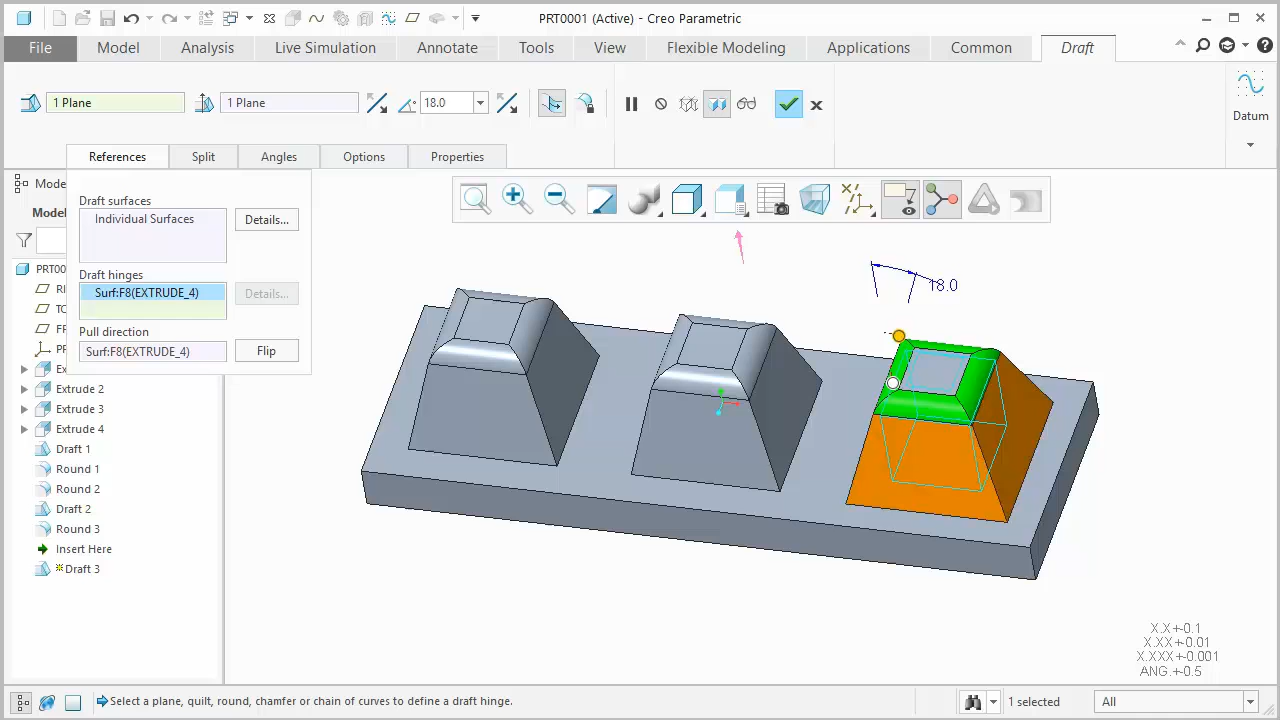 PRT0001 (Active) - Creo Parametric
File Model Analysis Live Simulation Annotate Tools View Flexible Modeling Applications Common Draft
1 Plane 1 Plane 18.0
Datum
References Split Angles Options Properties
Draft surfaces
Individual Surfaces Details...
Draft hinges
Surf:F8(EXTRUDE_4) Details...
Pull direction
Surf:F8(EXTRUDE_4) Flip
Extrude 2
Extrude 3
Extrude 4
Draft 1
Round 1
Round 2
Draft 2
Round 3
Insert Here
Draft 3
18.0
X.X+-0.1
X.XX+-0.01
X.XXX+-0.001
ANG.+-0.5
Select a plane, quilt, round, chamfer or chain of curves to define a draft hinge.
1 selected All